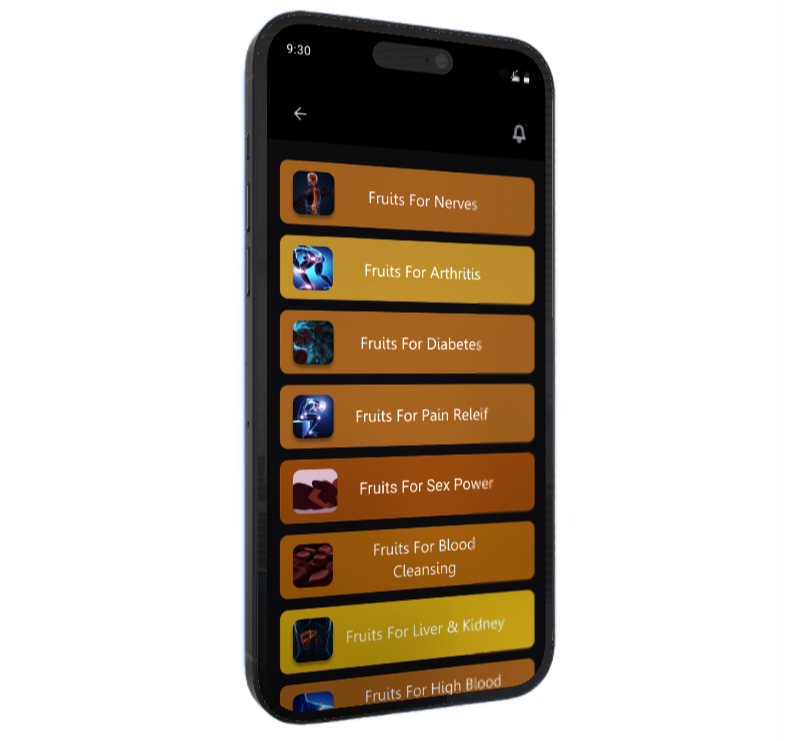 9:30
Fruits For Nerves
Fruits For Arthritis
Fruits For Diabetes
Fruits For Pain Releif
Fruits For Sex Power
Fruits For Blood
Cleansing
Fruits For Liver & Kidney
Fruits For High Blood